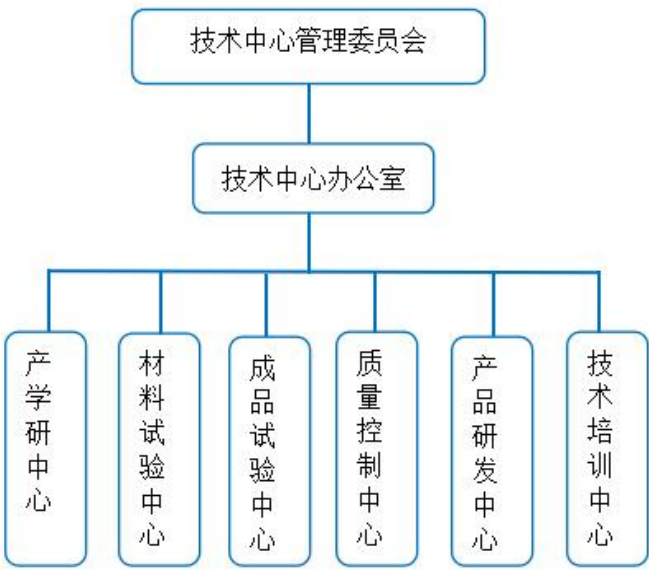 技术中心管理委员会
技术中心办公室
产学研中心
材料试验中心
成品试验中心
质量控制中心
产品研发中心
技术培训中心